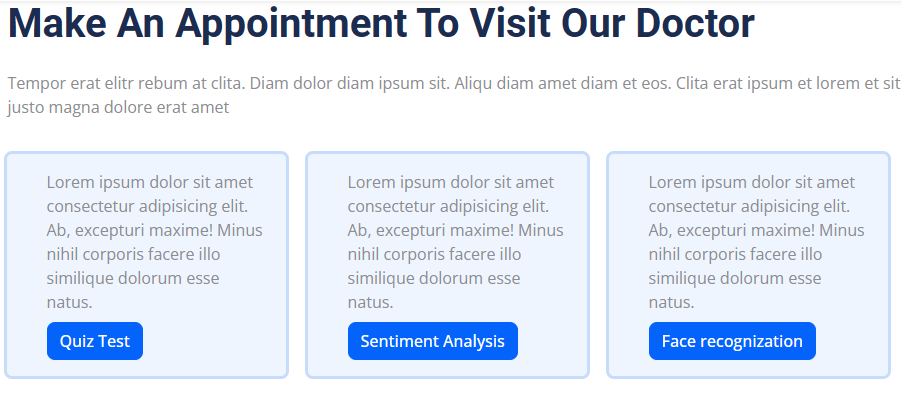 Make An Appointment To Visit Our Doctor
Tempor erat elitr rebum at clita. Diam dolor diam ipsum sit. Aliqu diam amet diam et eos. Clita erat ipsum et lorem et sit
justo magna dolore erat amet
Lorem ipsum dolor sit amet
consectetur adipisicing elit.
Ab, excepturi maxime! Minus
nihil corporis facere illo
similique dolorum esse
natus.
Quiz Test
Lorem ipsum dolor sit amet
consectetur adipisicing elit.
Ab, excepturi maxime! Minus
nihil corporis facere illo
similique dolorum esse
natus.
Sentiment Analysis
Lorem ipsum dolor sit amet
consectetur adipisicing elit.
Ab, excepturi maxime! Minus
nihil corporis facere illo
similique dolorum esse
natus.
Face recognization